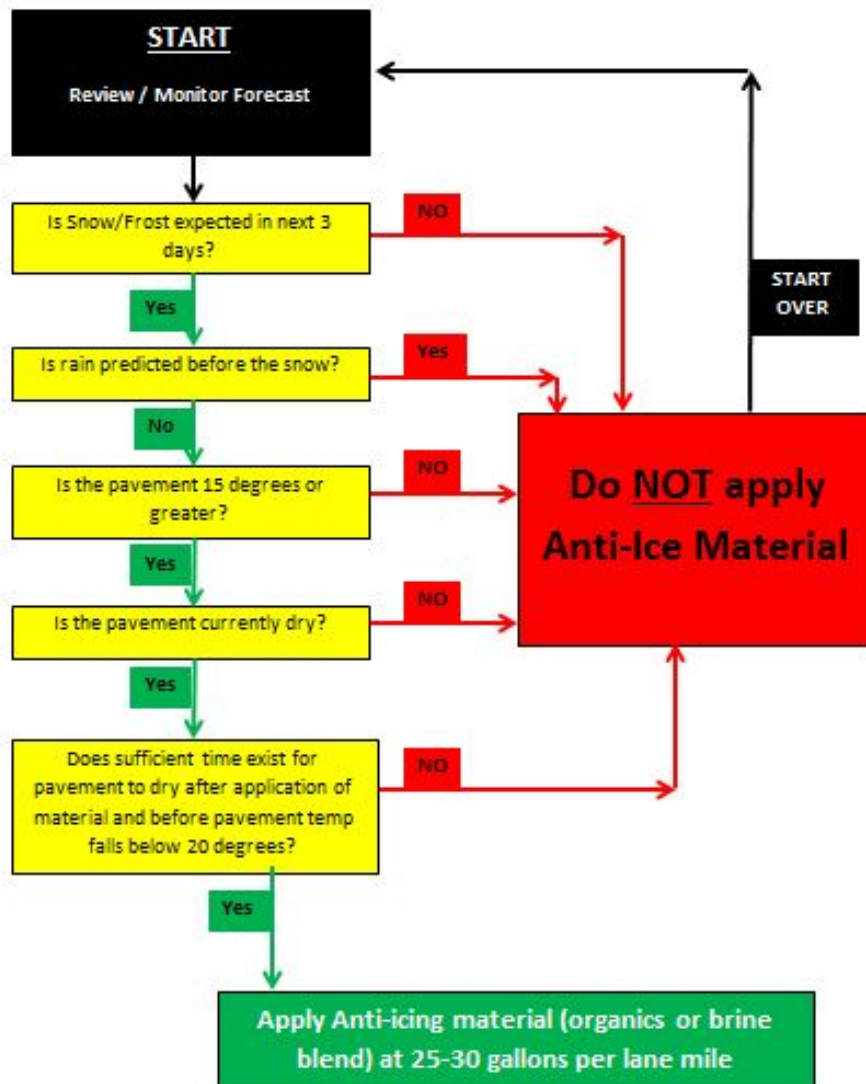 START
Review / Monitor Forecast
Is Snow/Frost expected in next 3
days?
NO
Yes
START
OVER
Is rain predicted before the snow?
Yes
No
Do NOT apply
Anti-Ice Material
Is the pavement 15 degrees or
greater?
NO
Yes
Is the pavement currently dry?
NO
Yes
Does sufficient time exist for
pavement to dry after application of
material and before pavement temp
falls below 20 degrees?
NO
Yes
Apply Anti-icing material (organics or brine
blend) at 25-30 gallons per lane mile